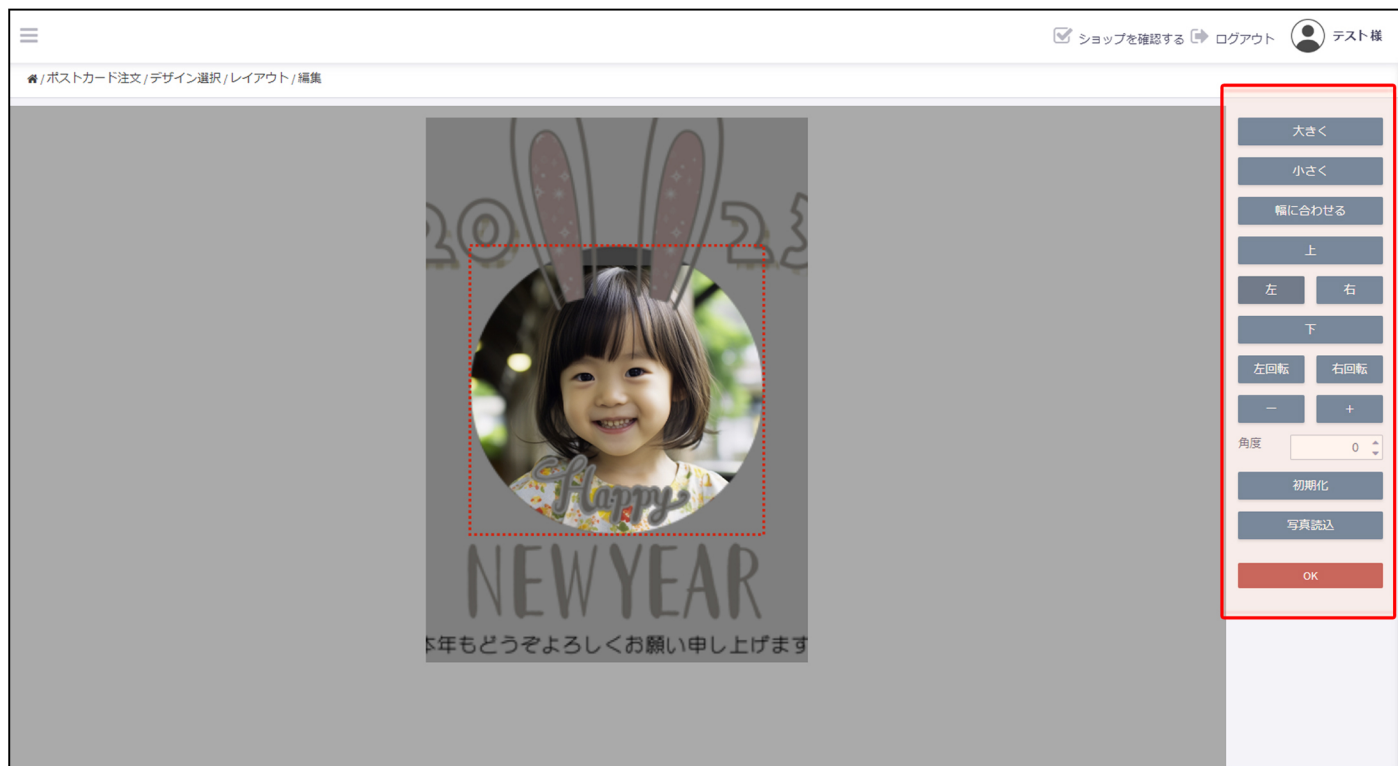 ショップを確認する ログアウト テスト様
/ポストカード注文/デザイン選択/レイアウト/編集
2023
Happy
NEW YEAR
本年もどうぞよろしくお願い申し上げます
大きく
小さく
幅に合わせる
上
左 右
下
左回転 右回転
− +
角度 0
初期化
写真読込
OK